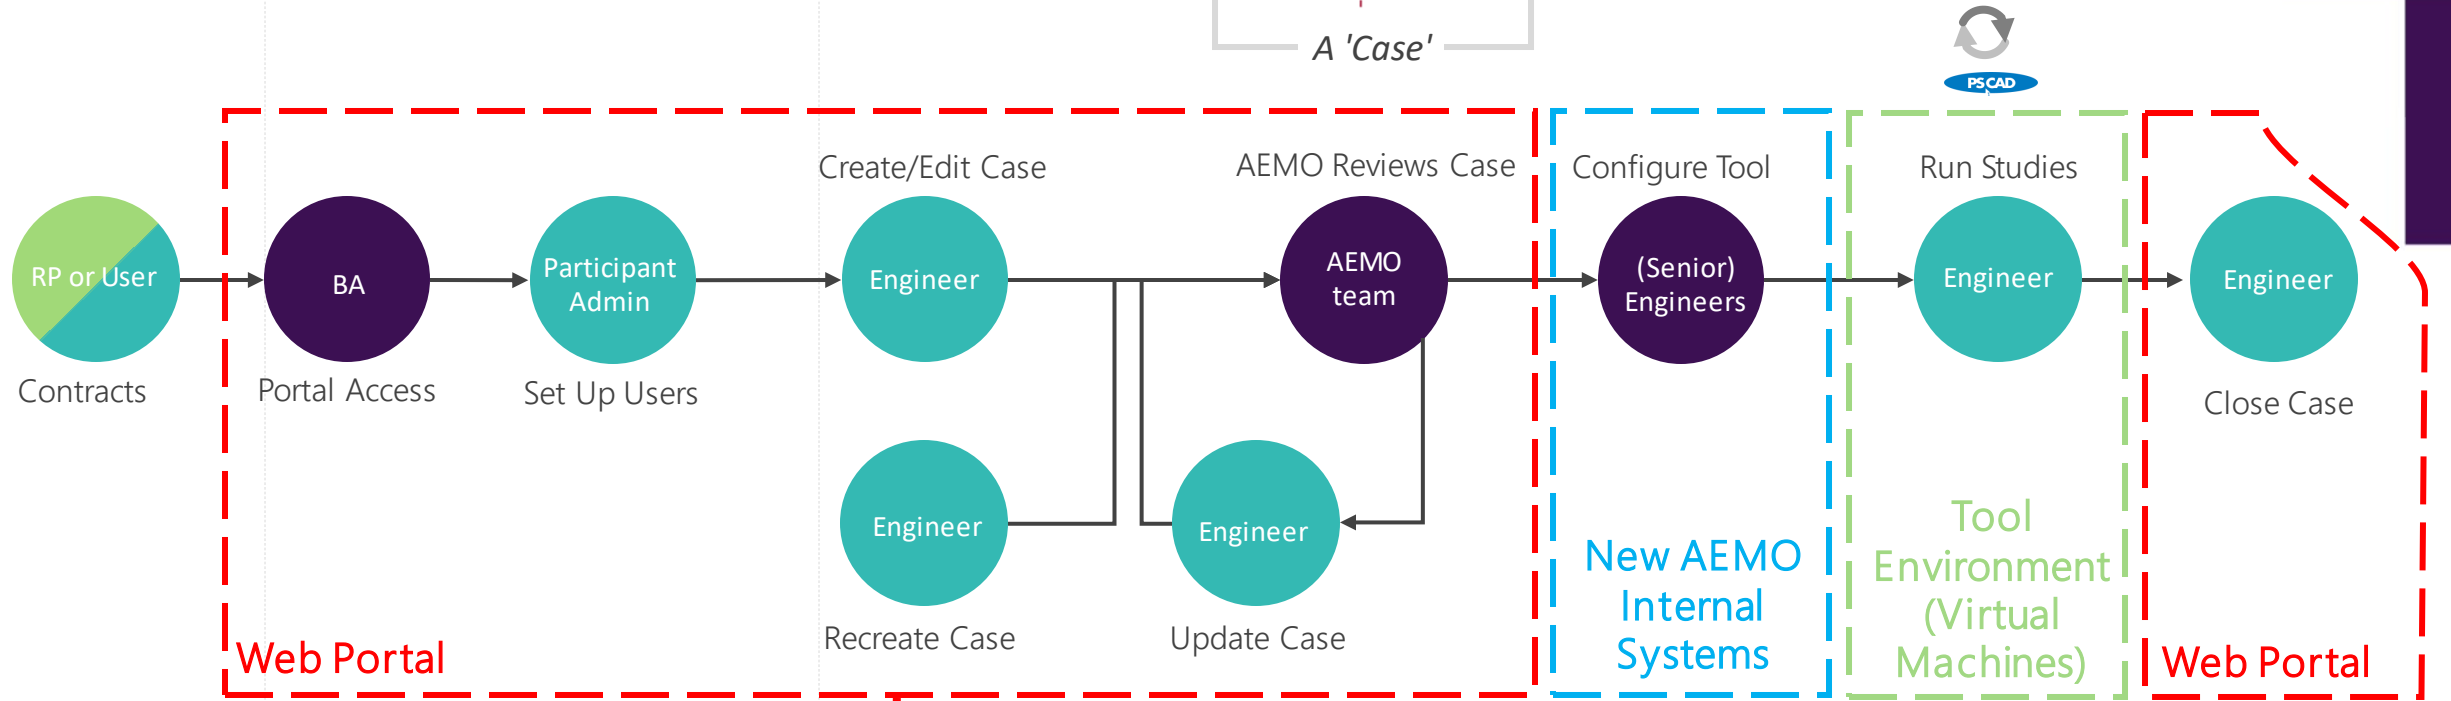 A 'Case'
PSCAD
Create/Edit Case
AEMO Reviews Case
Configure Tool
Run Studies
RP or User
BA
Participant
Admin
Engineer
AEMO
team
(Senior)
Engineers
Engineer
Engineer
Contracts
Portal Access
Set Up Users
Close Case
Engineer
Engineer
Recreate Case
Update Case
Web Portal
New AEMO
Internal
Systems
Tool
Environment
(Virtual
Machines)
Web Portal